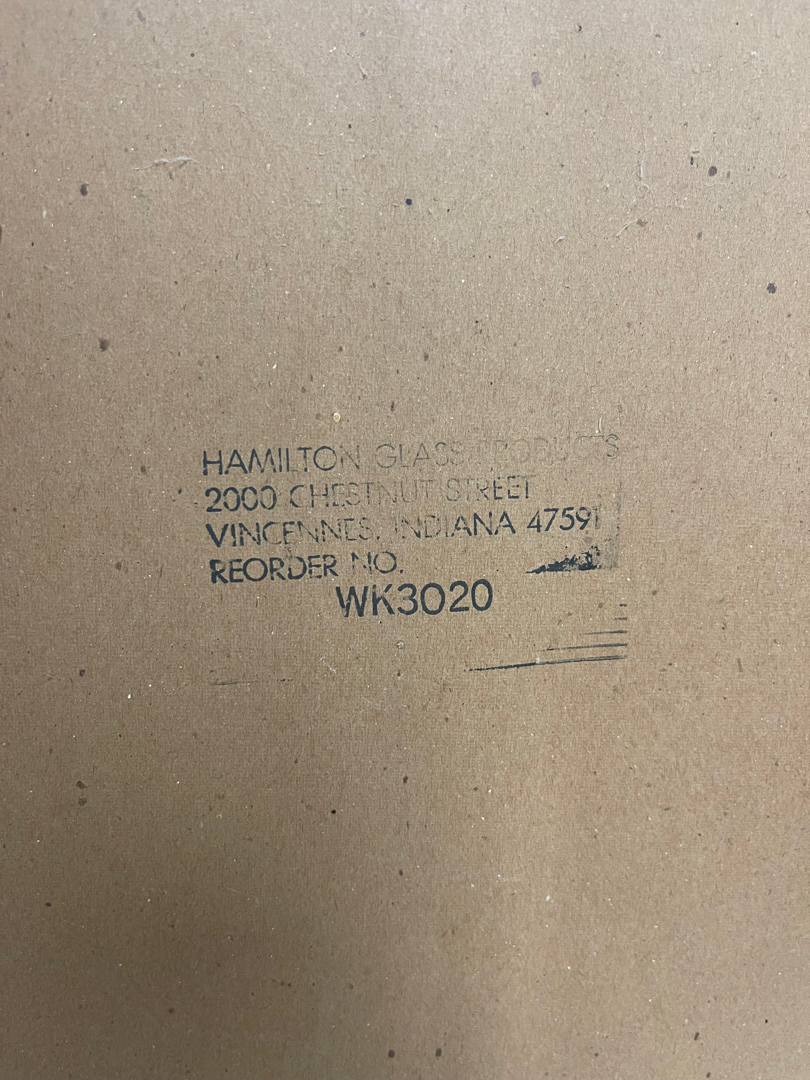 HAMILTON GLASS PRODUCTS
2000 CHESTNUT STREET
VINCENNES, INDIANA 47591
REORDER NO.
WK3020